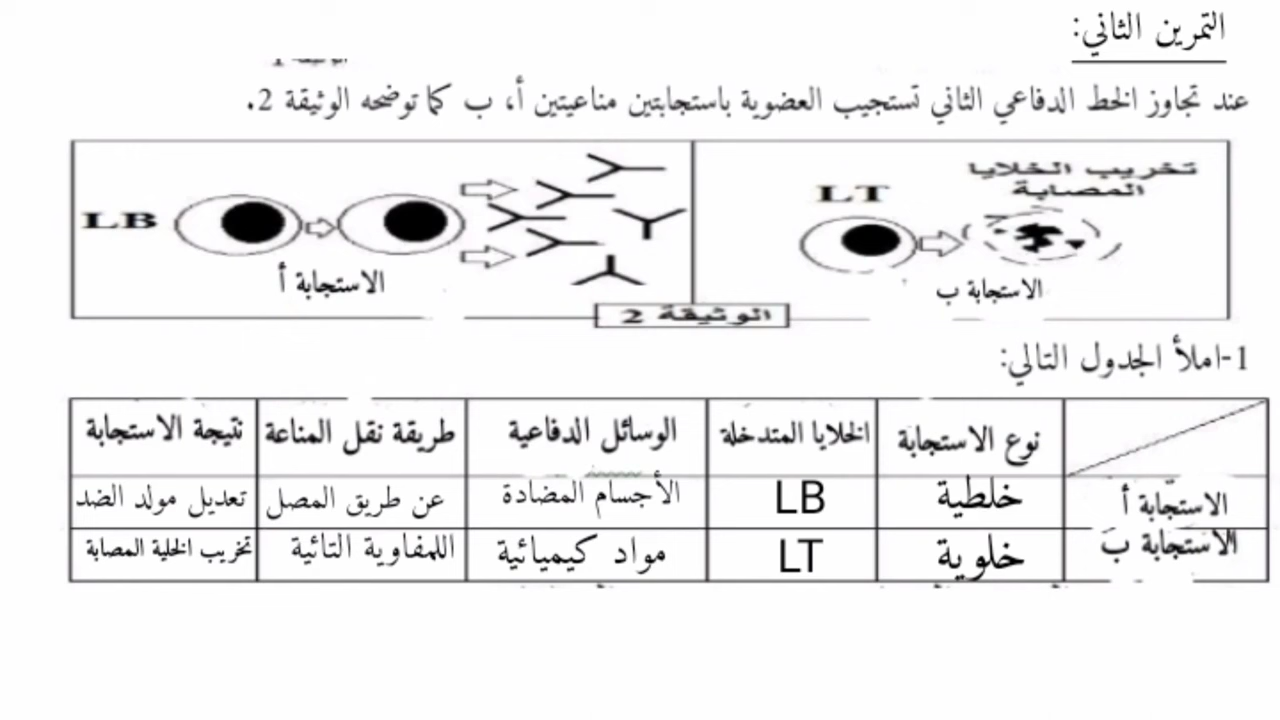 التمرين الثاني:
عند تجاوز الخط الدفاعي الثاني تستجيب العضوية باستجابتين مناعيتين أ، ب كما توضحه الوثيقة 2.
تخريب الخلايا
المصابة
LT
الاستجابة ب
LB
الاستجابة أ
الوثيقة 2
1-املأ الجدول التالي:
نوع الاستجابة الخلايا المتدخلة الوسائل الدفاعية طريقة نقل المناعة نتيجة الاستجابة
الاستجابة أ خلطية LB الأجسام المضادة عن طريق المصل تعديل مولد الضد
الاستجابة ب خلوية LT مواد كيميائية اللمفاوية التائية تخريب الخلية المصابة